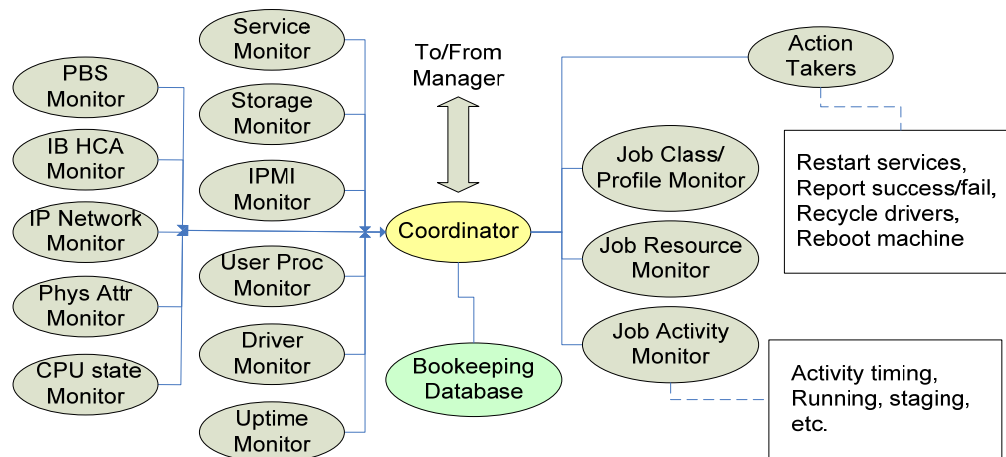 PBS
Monitor
IB HCA
Monitor
IP Network
Monitor
Phys Attr
Monitor
CPU state
Monitor
Service
Monitor
Storage
Monitor
IPMI
Monitor
User Proc
Monitor
Driver
Monitor
Uptime
Monitor
To/From
Manager
Coordinator
Bookeeping
Database
Action
Takers
Job Class/
Profile Monitor
Job Resource
Monitor
Job Activity
Monitor
Restart services,
Report success/fail,
Recycle drivers,
Reboot machine
Activity timing,
Running, staging,
etc.